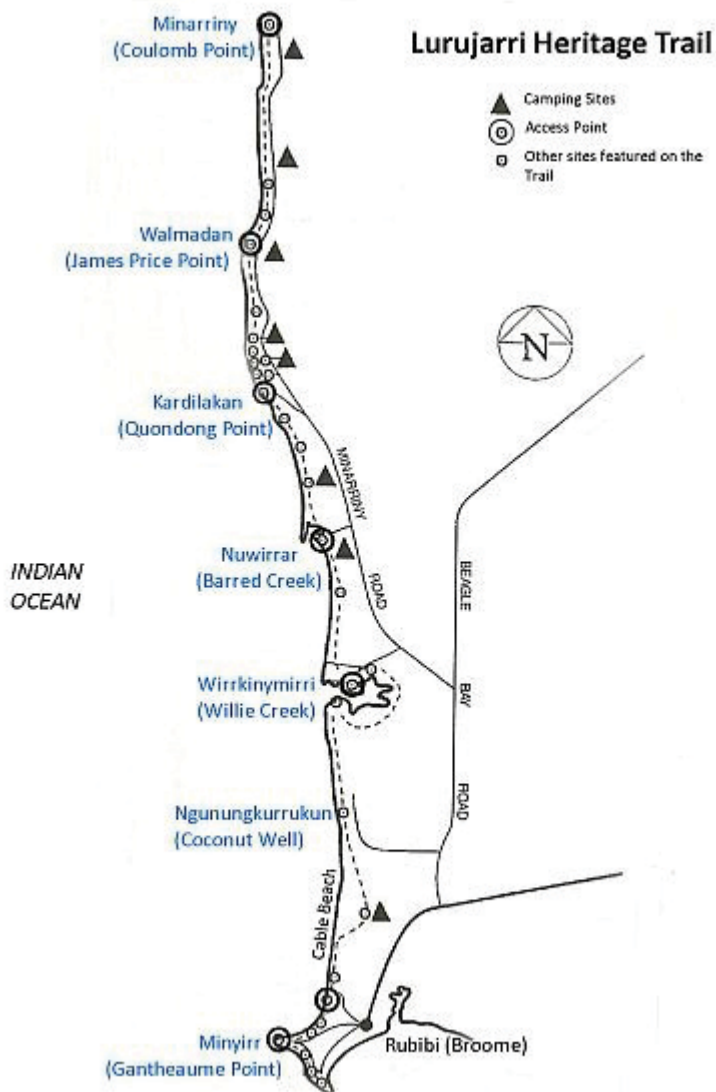 Lurujarri Heritage Trail
Camping Sites
Access Point
Other sites featured on the
Trail
Minarriny
(Coulomb Point)
Walmadan
(James Price Point)
N
Kardilakan
(Quondong Point)
MINARRINY
ROAD
Nuwirrar
(Barred Creek)
INDIAN
OCEAN
BEAGLE
BAY
ROAD
Wirrkinymirri
(Willie Creek)
Ngunungkurrukun
(Coconut Well)
Cable Beach
Minyirr
(Gantheaume Point)
Rubibi (Broome)